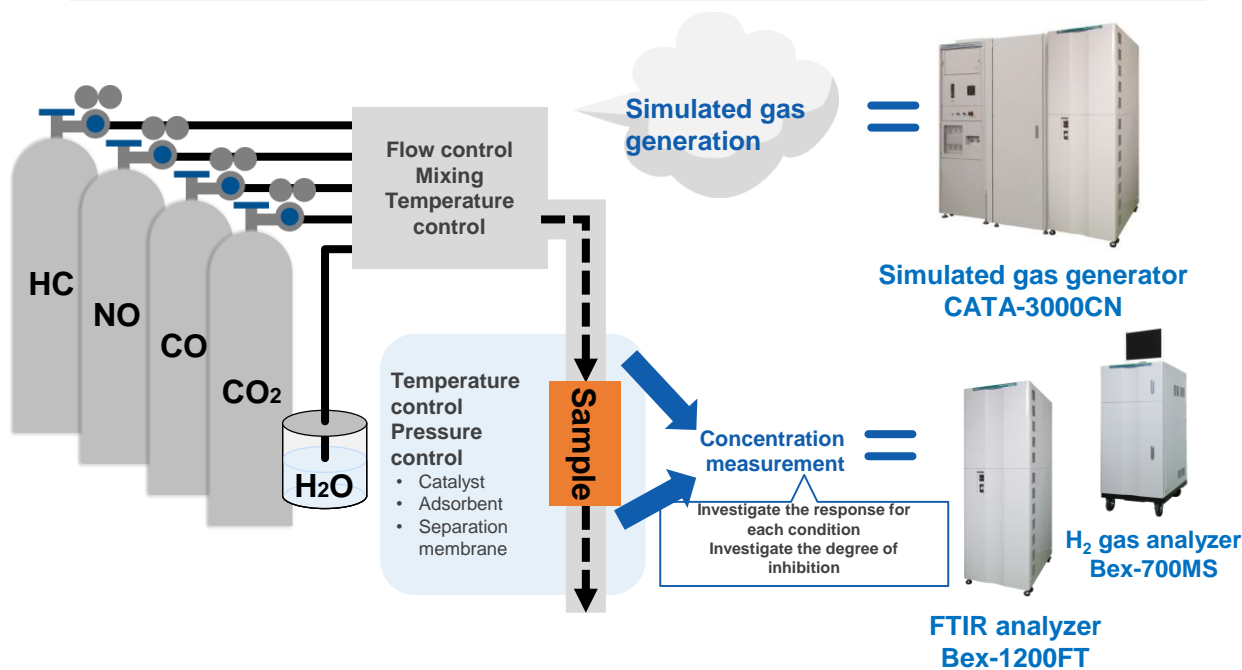 Simulated gas
generation
Flow control
Mixing
Temperature
control
HC
NO
CO
CO2
H2O
Simulated gas generator
CATA-3000CN
Temperature
control
Pressure
control
• Catalyst
• Adsorbent
• Separation
membrane
Sample
Concentration
measurement
Investigate the response for
each condition
Investigate the degree of
inhibition
H2 gas analyzer
Bex-700MS
FTIR analyzer
Bex-1200FT